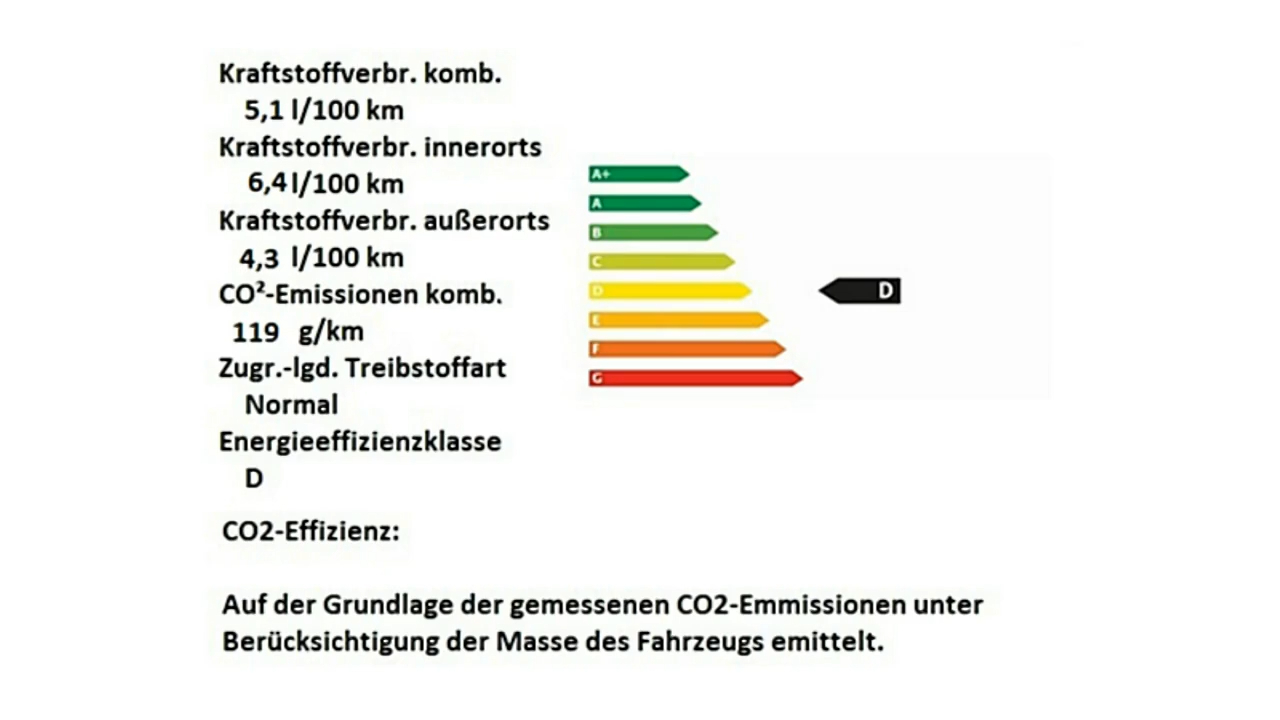 Kraftstoffverbr. komb.
5,1 l/100 km
Kraftstoffverbr. innerorts
6,4 l/100 km
Kraftstoffverbr. außerorts
4,3 l/100 km
CO²-Emissionen komb.
119 g/km
Zugr.-lgd. Treibstoffart
Normal
Energieeffizienzklasse
D
A+
A
B
C
D
D
E
F
G
CO2-Effizienz:
Auf der Grundlage der gemessenen CO2-Emmissionen unter
Berücksichtigung der Masse des Fahrzeugs emittelt.